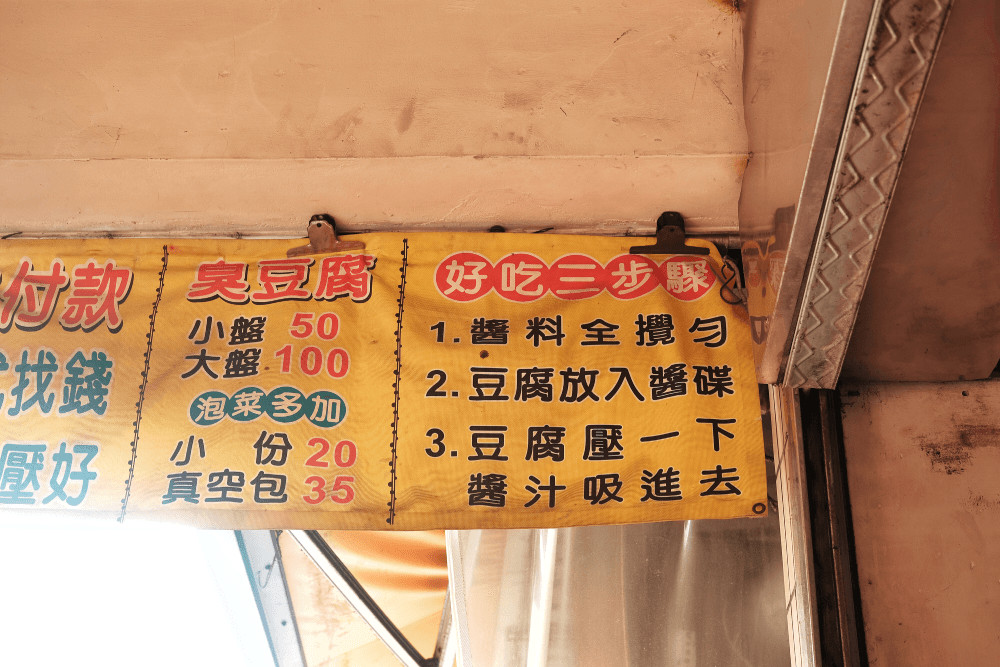 付款
找錢
壓好
臭豆腐
小盤 50
大盤 100
泡菜多加
小份 20
真空包 35
好吃三步驟
1. 醬料全攪勻
2. 豆腐放入醬碟
3. 豆腐壓一下
醬汁吸進去